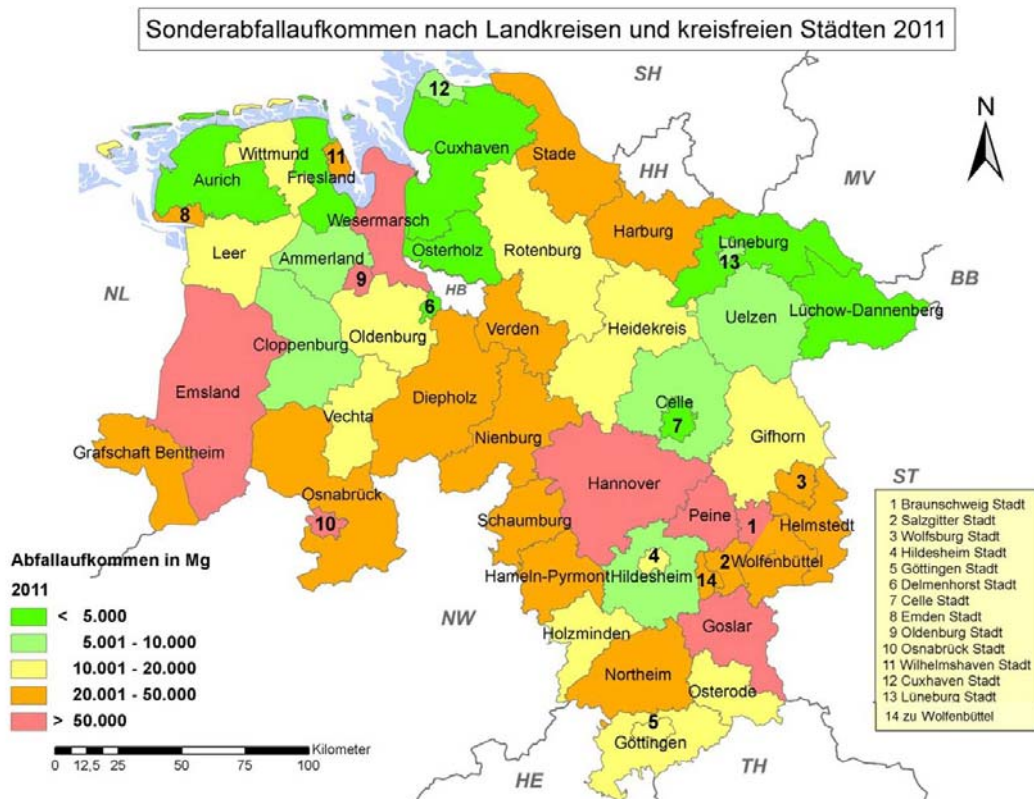 Sonderabfallaufkommen nach Landkreisen und kreisfreien Städten 2011
SH
N
12
Cuxhaven
Stade
HH
MV
Wittmund
11
Friesland
Aurich
8
Wesermarsch
Harburg
Lüneburg
13
Leer
Ammerland
Osterholz
Rotenburg
BB
NL
9
HB
6
Uelzen
Lüchow-Dannenberg
Oldenburg
Verden
Heidekreis
Cloppenburg
Emsland
Diepholz
Celle
7
Vechta
Nienburg
Gifhorn
Grafschaft Bentheim
Hannover
3
ST
Osnabrück
10
Schaumburg
Peine
1
Helmstedt
4
2
Wolfenbüttel
Hameln-Pyrmont
Hildesheim
14
NW
Holzminden
Goslar
Northeim
Osterode
5
Göttingen
HE
TH
Abfallaufkommen in Mg
2011
< 5.000
5.001 - 10.000
10.001 - 20.000
20.001 - 50.000
> 50.000
Kilometer
0 12,5 25 50 75 100
1 Braunschweig Stadt
2 Salzgitter Stadt
3 Wolfsburg Stadt
4 Hildesheim Stadt
5 Göttingen Stadt
6 Delmenhorst Stadt
7 Celle Stadt
8 Emden Stadt
9 Oldenburg Stadt
10 Osnabrück Stadt
11 Wilhelmshaven Stadt
12 Cuxhaven Stadt
13 Lüneburg Stadt
14 zu Wolfenbüttel